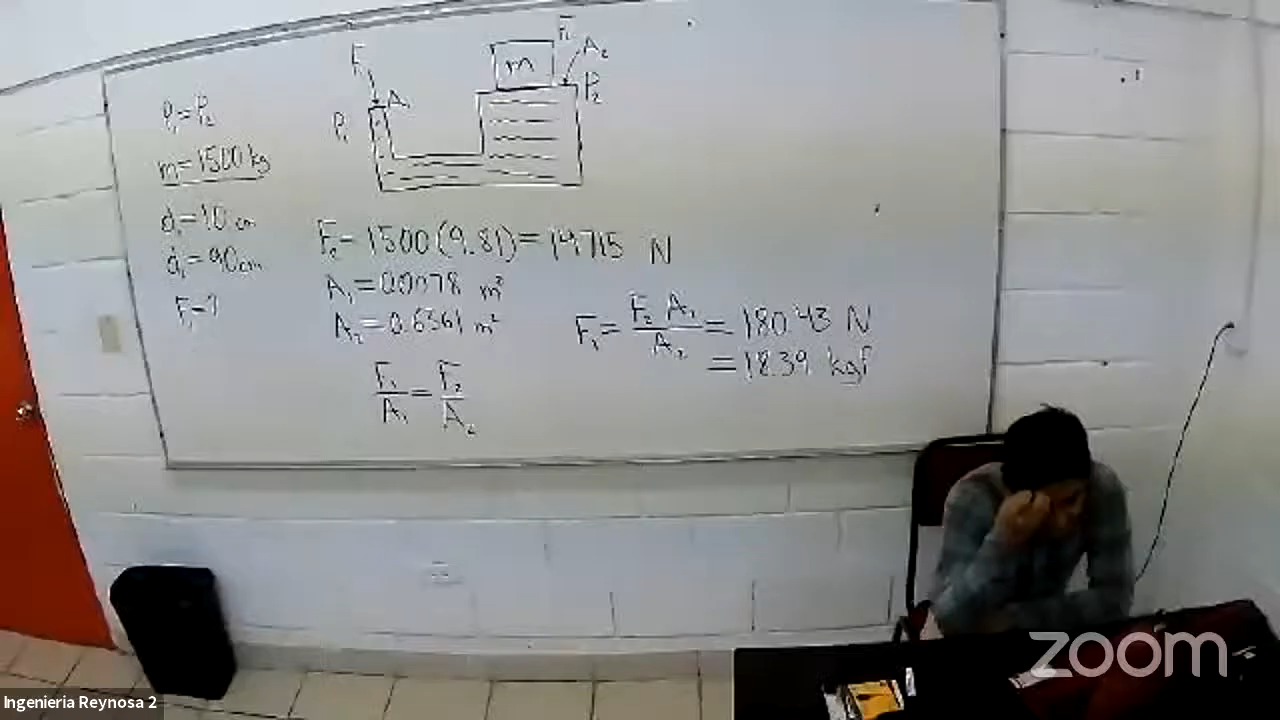 F₁
A₁
P₁
m
F₂
A₂
P₂
P₁=P₂
m=1500 kg
d₁=10 cm
d₂=90cm
F₁=?
F₂=1500(9.81)=14715 N
A₁=0.0078 m²
A₂=0.6361 m²
F₁/A₁=F₂/A₂
F₁=F₂ A₁/A₂=180.43 N
=18.39 kgf
zoom
Ingenieria Reynosa 2